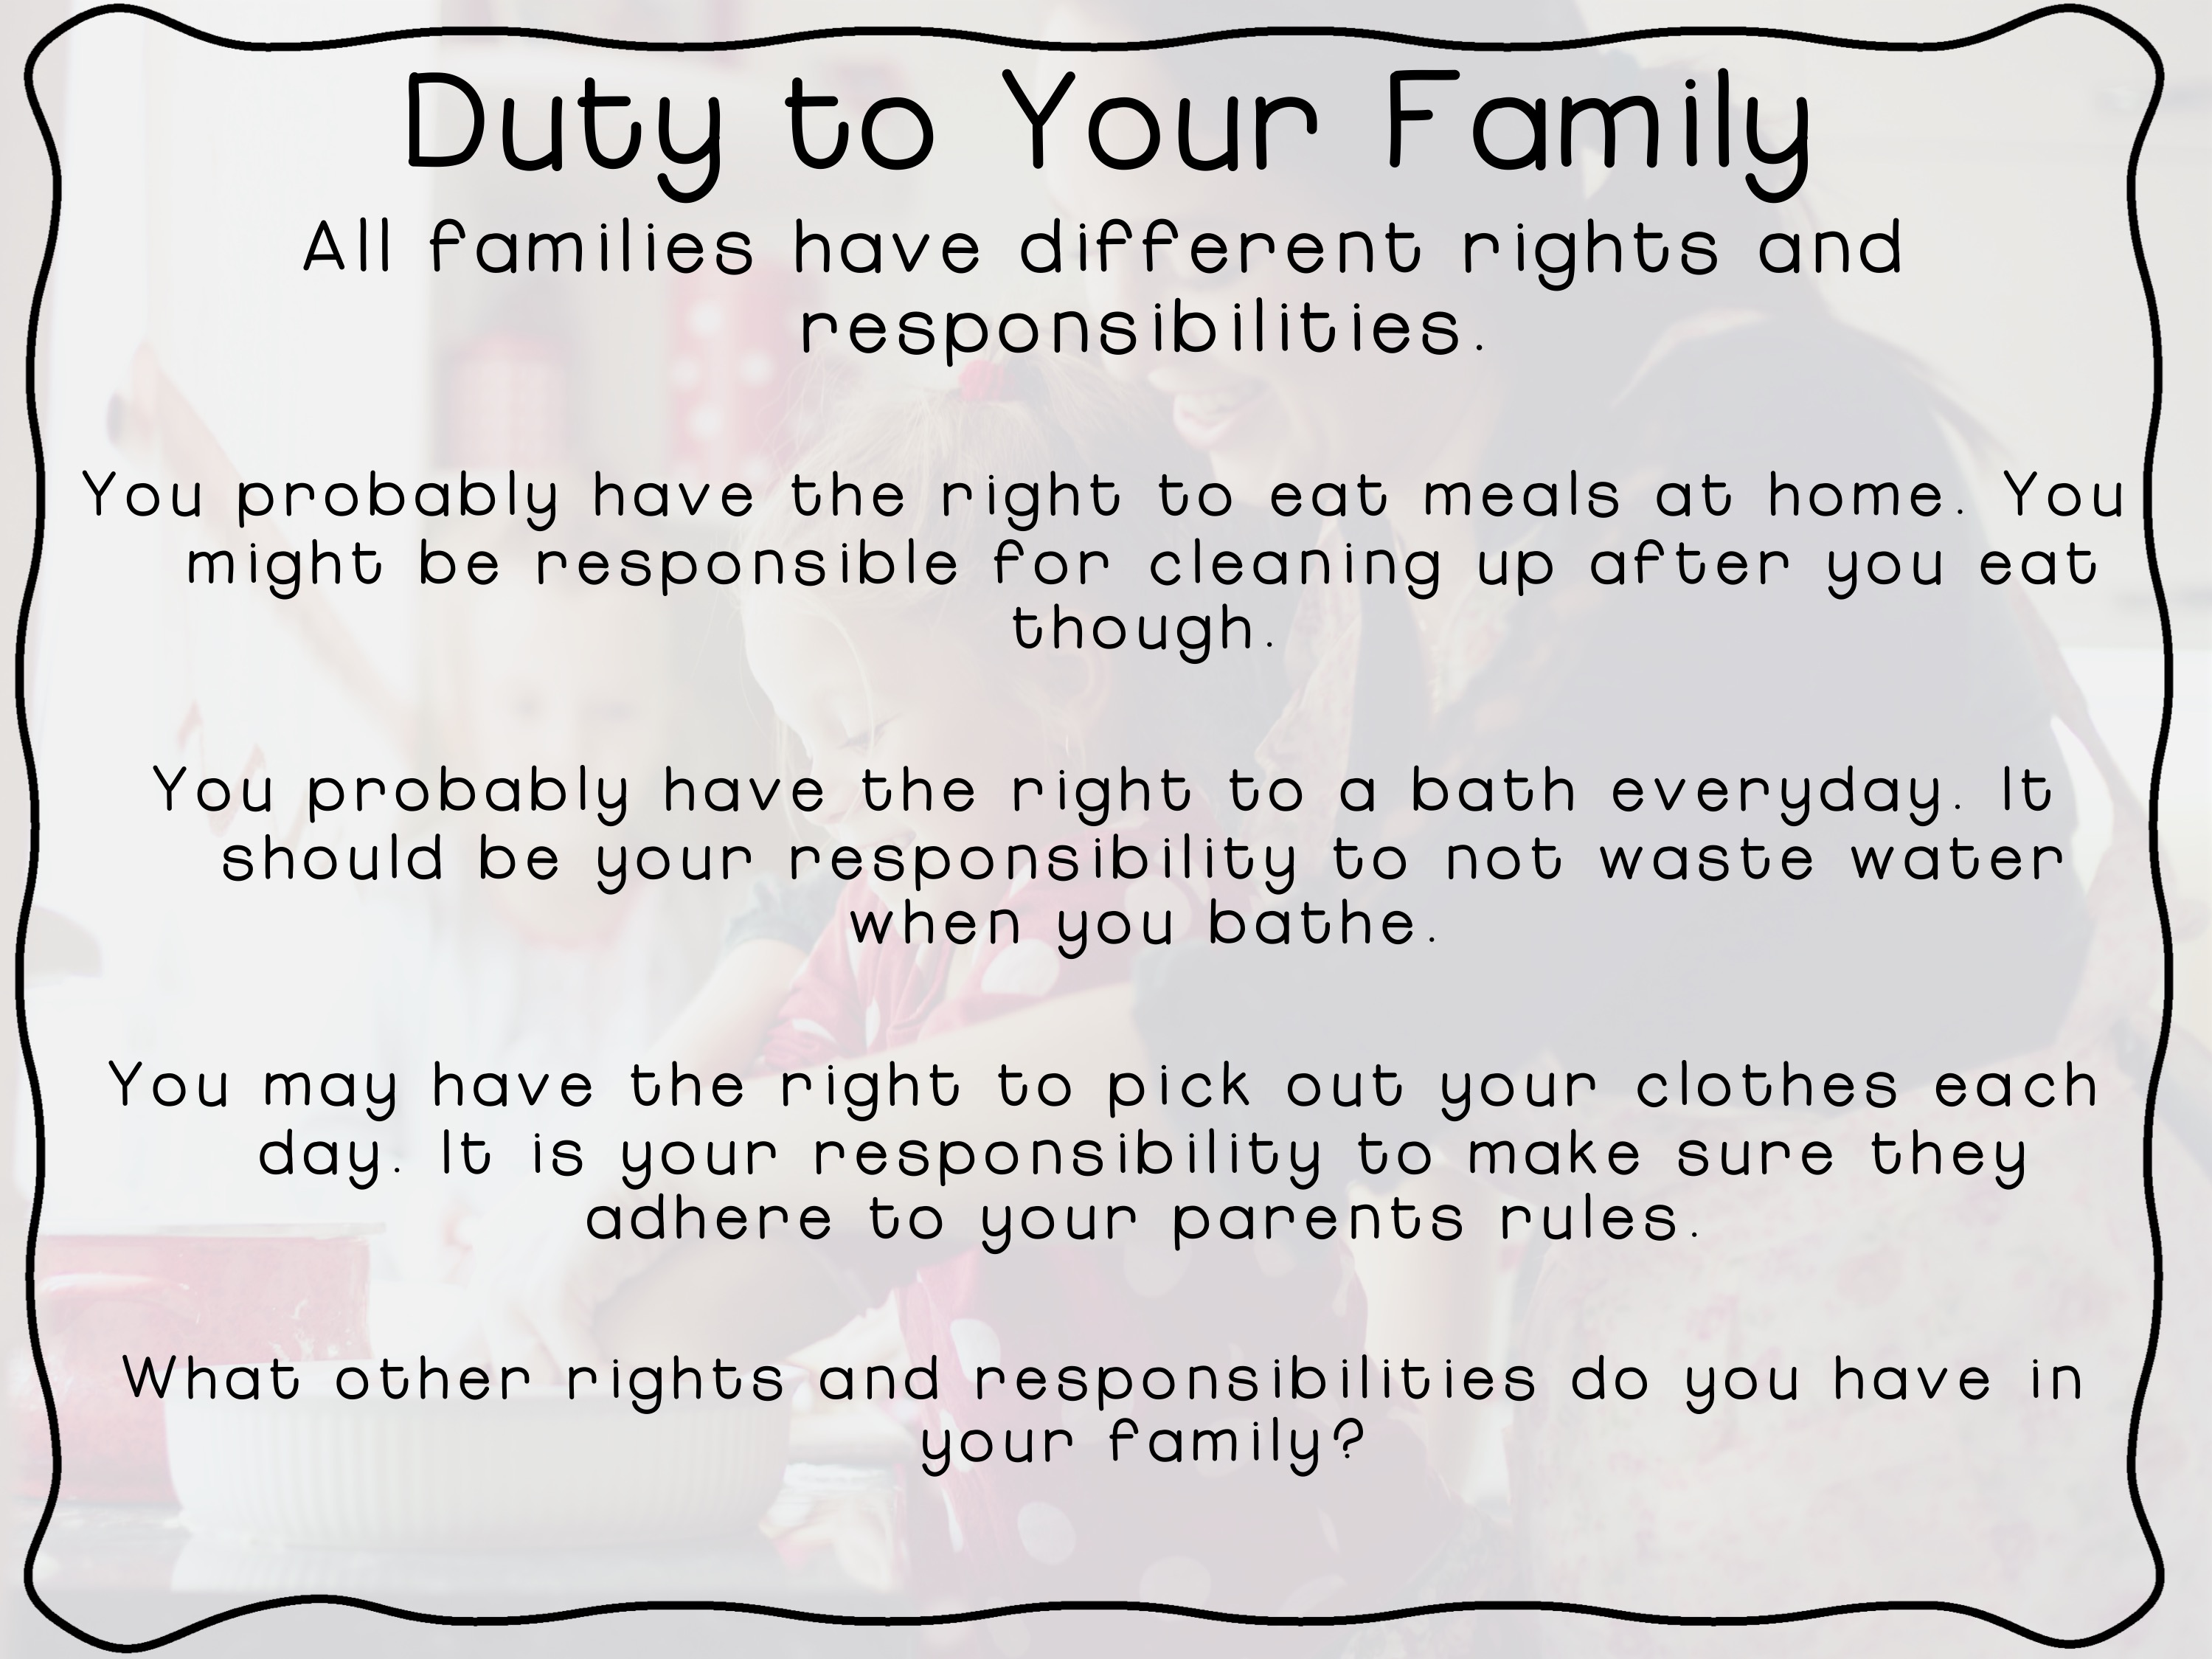 Duty to Your Family
All families have different rights and
responsibilities.
You probably have the right to eat meals at home. You
might be responsible for cleaning up after you eat
though.
You probably have the right to a bath everyday. It
should be your responsibility to not waste water
when you bathe.
You may have the right to pick out your clothes each
day. It is your responsibility to make sure they
adhere to your parents rules.
What other rights and responsibilities do you have in
your family?